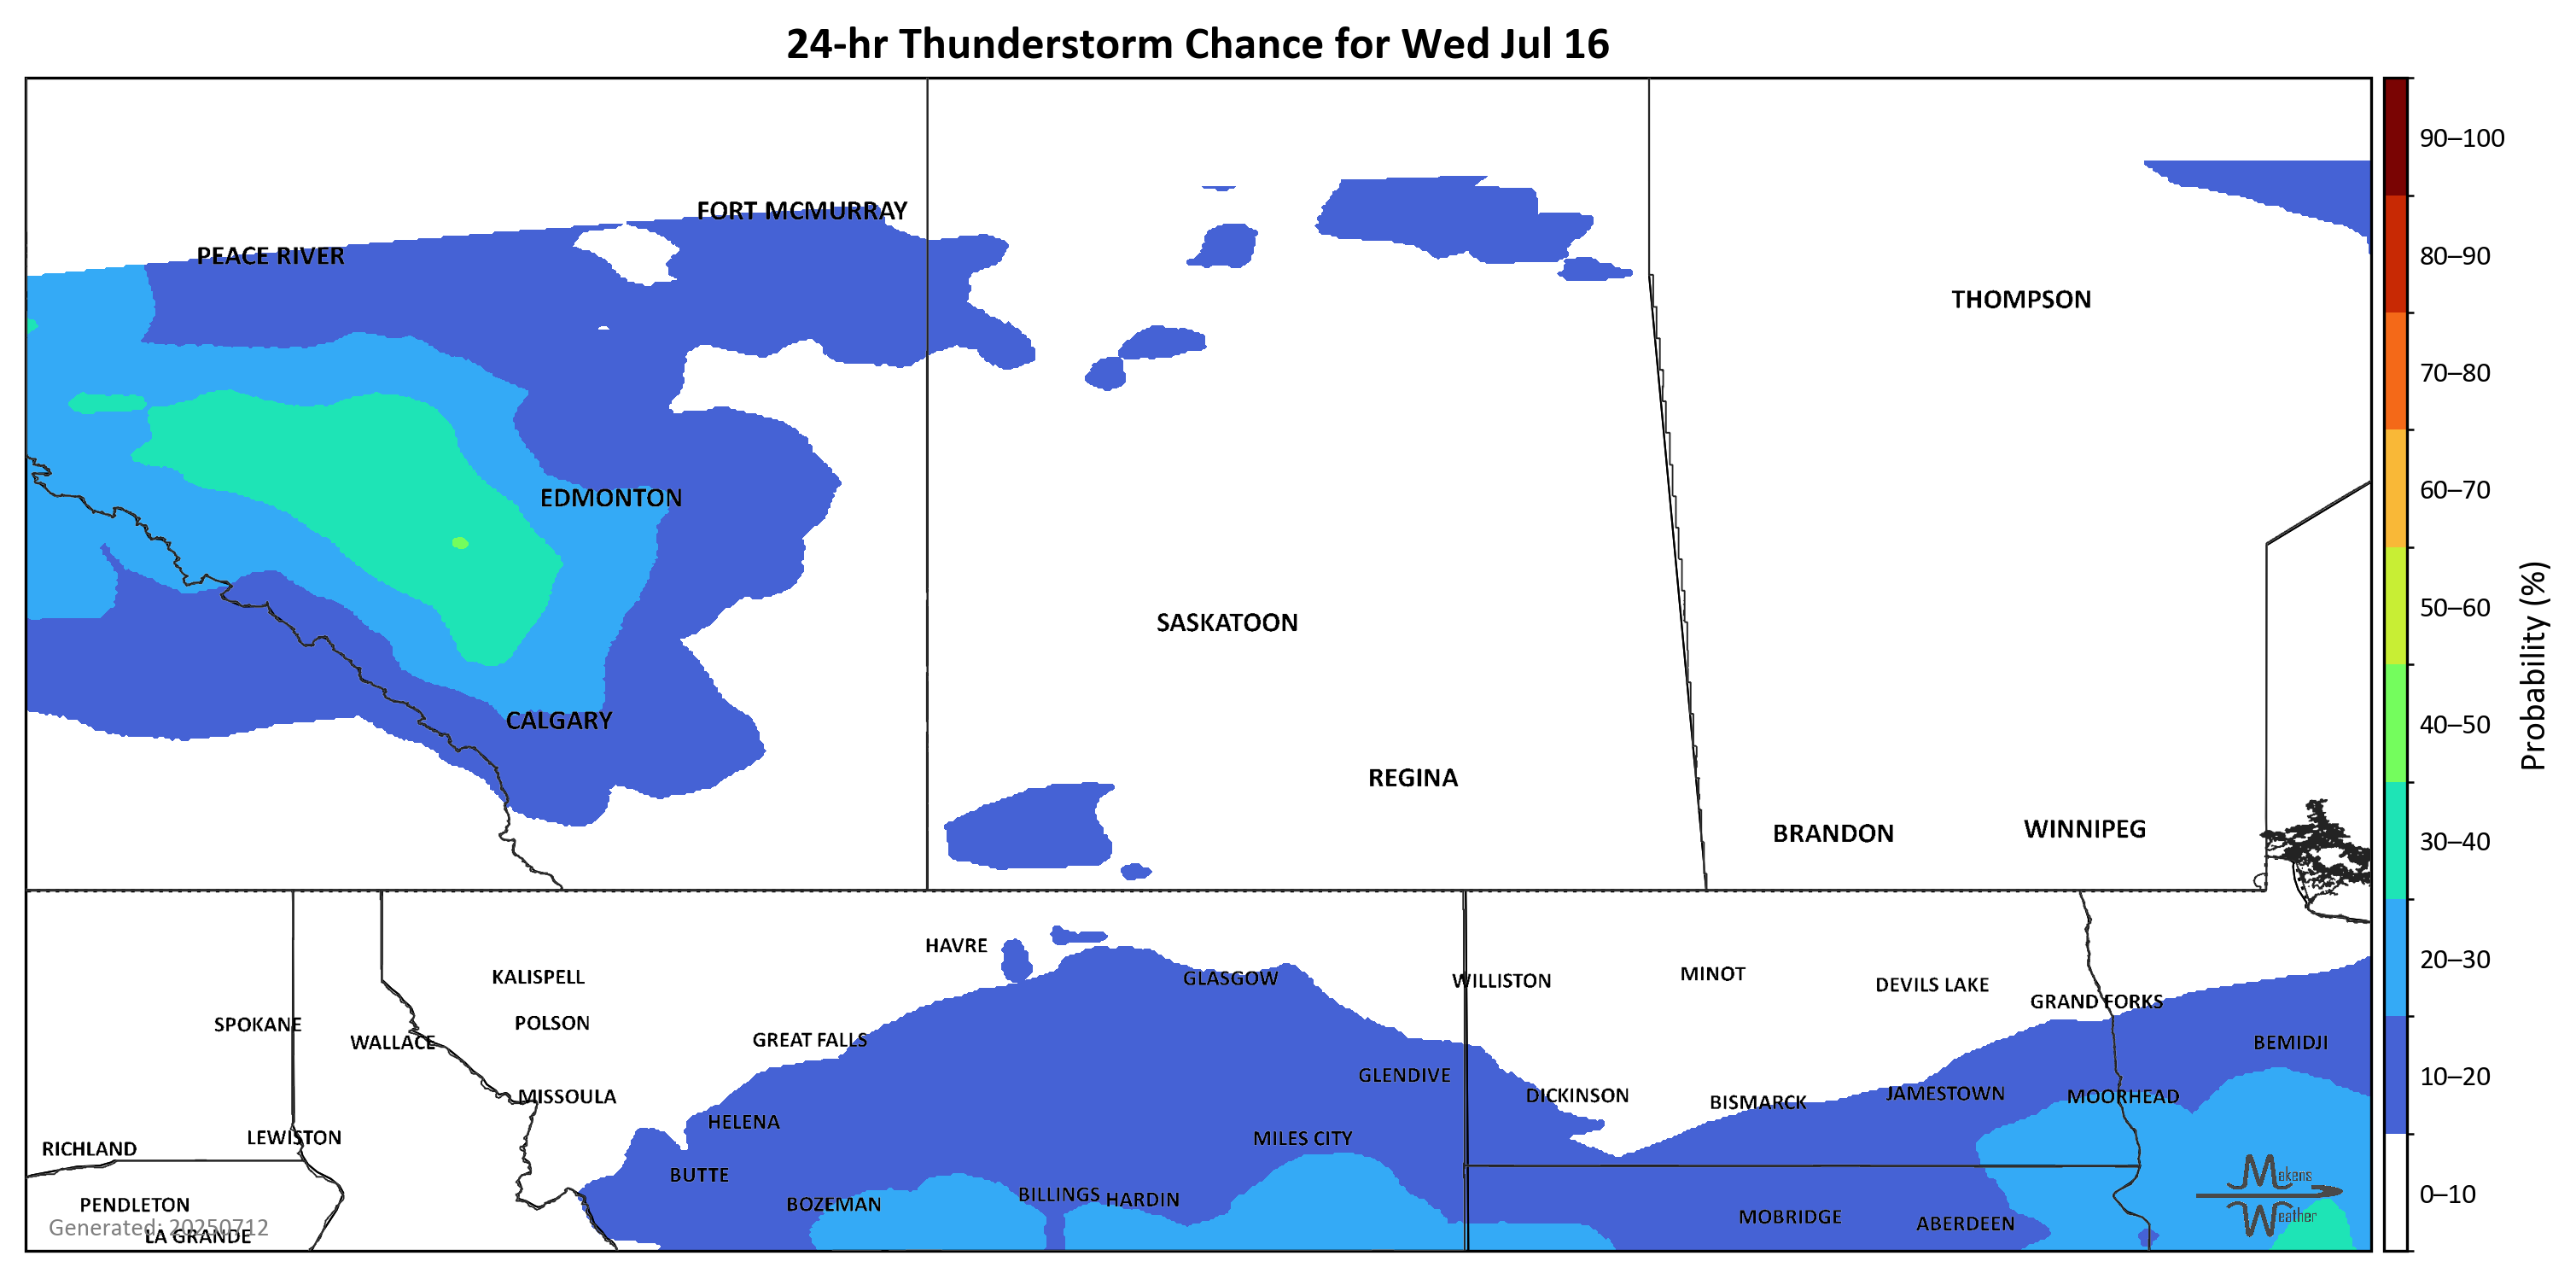 24-hr Thunderstorm Chance for Wed Jul 16
90–100
FORT MCMURRAY
PEACE RIVER
80–90
THOMPSON
70–80
60–70
EDMONTON
50–60
SASKATOON
Probability (%)
CALGARY
40–50
REGINA
WINNIPEG
BRANDON
30–40
HAVRE
20–30
MINOT
KALISPELL
GLASGOW
WILLISTON
DEVILS LAKE
GRAND FORKS
POLSON
SPOKANE
GREAT FALLS
WALLACE
BEMIDJI
GLENDIVE
10–20
JAMESTOWN
DICKINSON
MISSOULA
MOORHEAD
BISMARCK
HELENA
LEWISTON
MILES CITY
RICHLAND
BUTTE
Makens
Weather
0–10
BILLINGS
HARDIN
PENDLETON
BOZEMAN
MOBRIDGE
ABERDEEN
Generated: 20250712
LA GRANDE